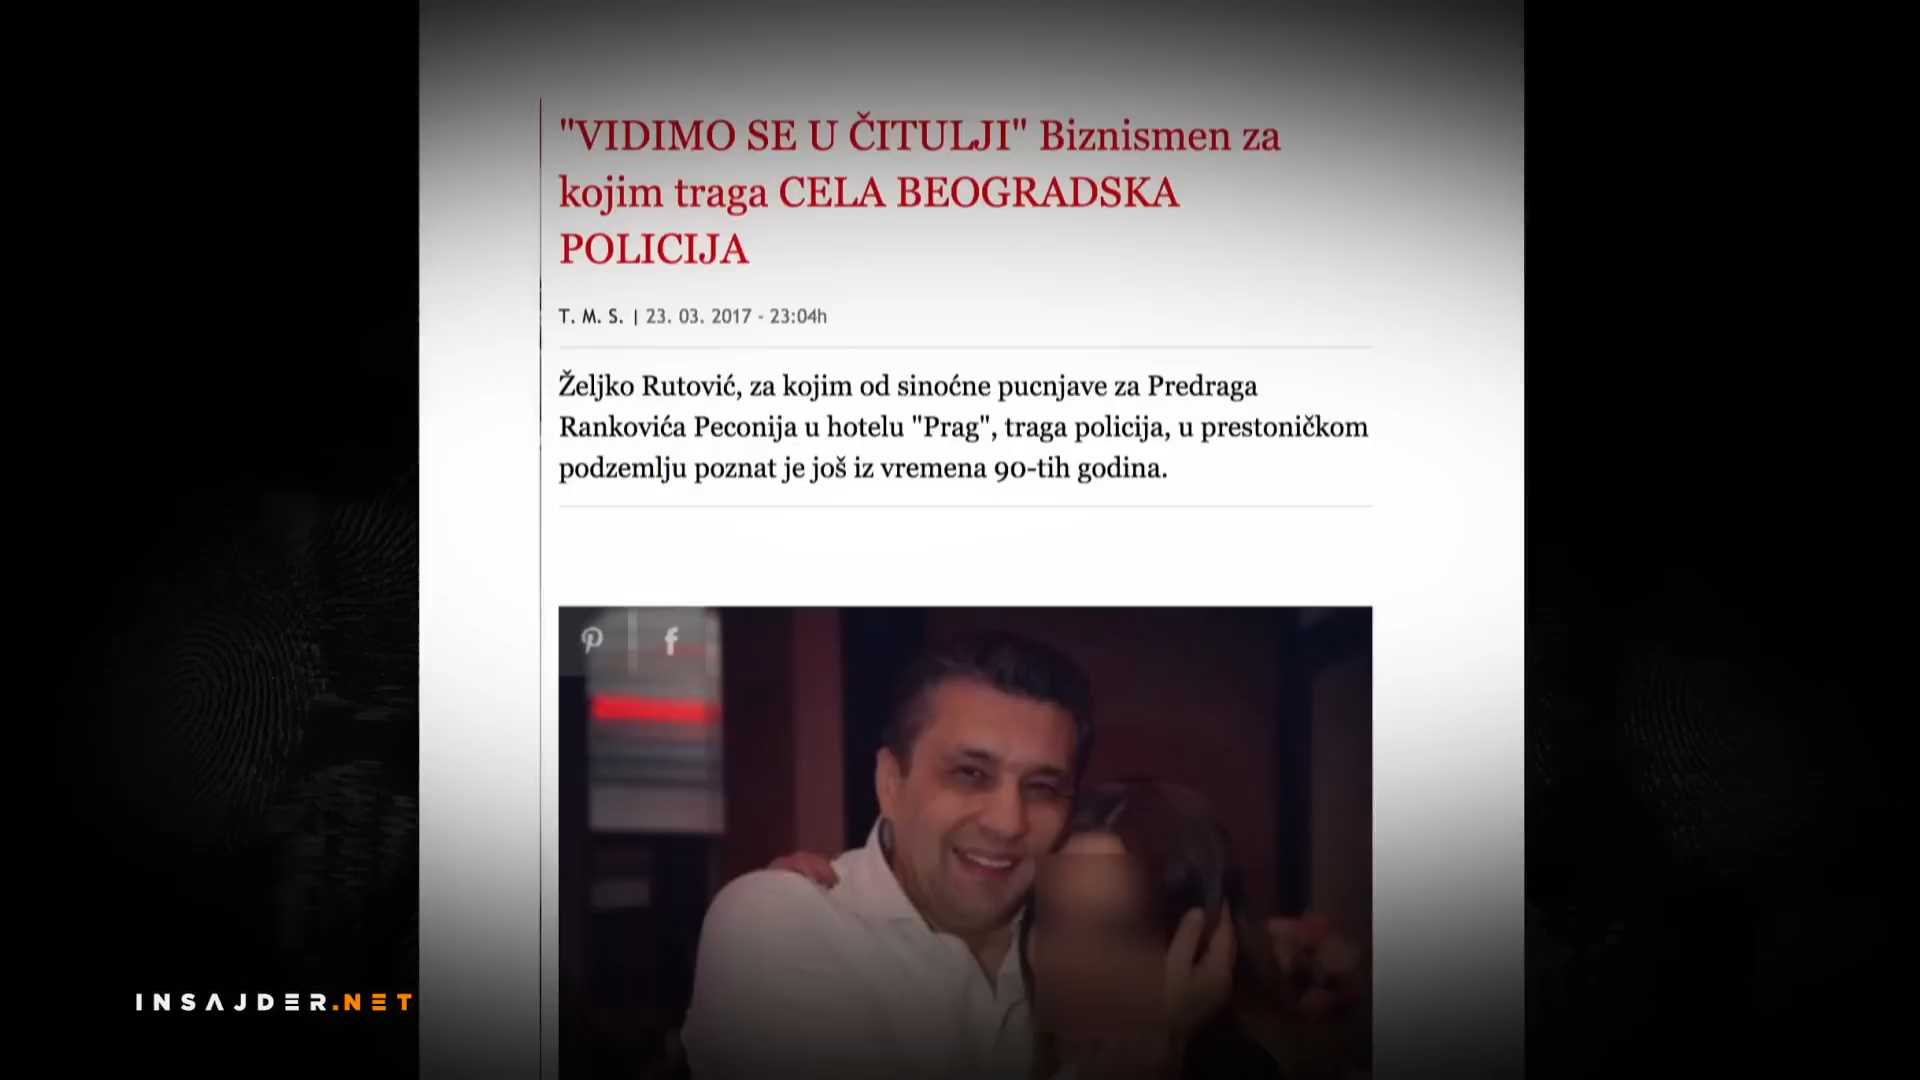 "VIDIMO SE U ČITULJI" Biznismen za
kojim traga CELA BEOGRADSKA
POLICIJA
T. M. S. | 23. 03. 2017 - 23:04h
Željko Rutović, za kojim od sinoćne pucnjave za Predraga
Rankovića Peconija u hotelu "Prag", traga policija, u prestoničkom
podzemlju poznat je još iz vremena 90-tih godina.
INSAJDER.NET